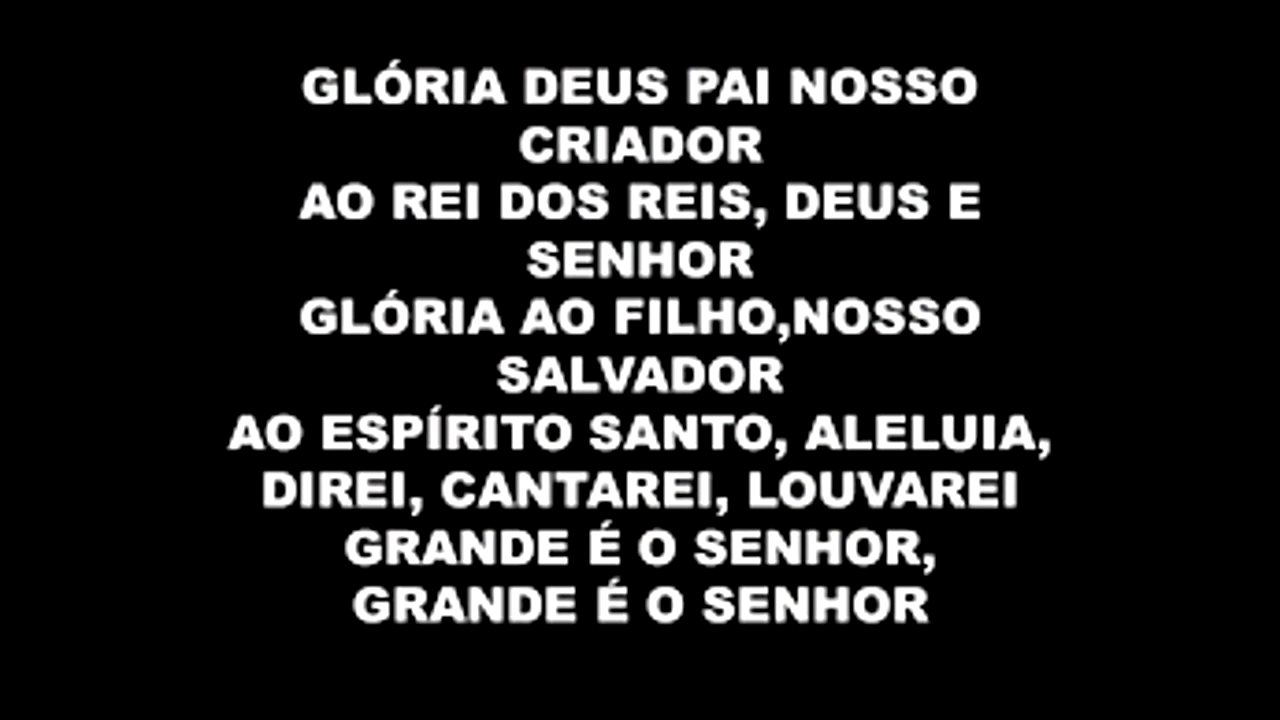 GLÓRIA DEUS PAI NOSSO
CRIADOR
AO REI DOS REIS, DEUS E
SENHOR
GLÓRIA AO FILHO,NOSSO
SALVADOR
AO ESPÍRITO SANTO, ALELUIA,
DIREI, CANTAREI, LOUVAREI
GRANDE É O SENHOR,
GRANDE É O SENHOR